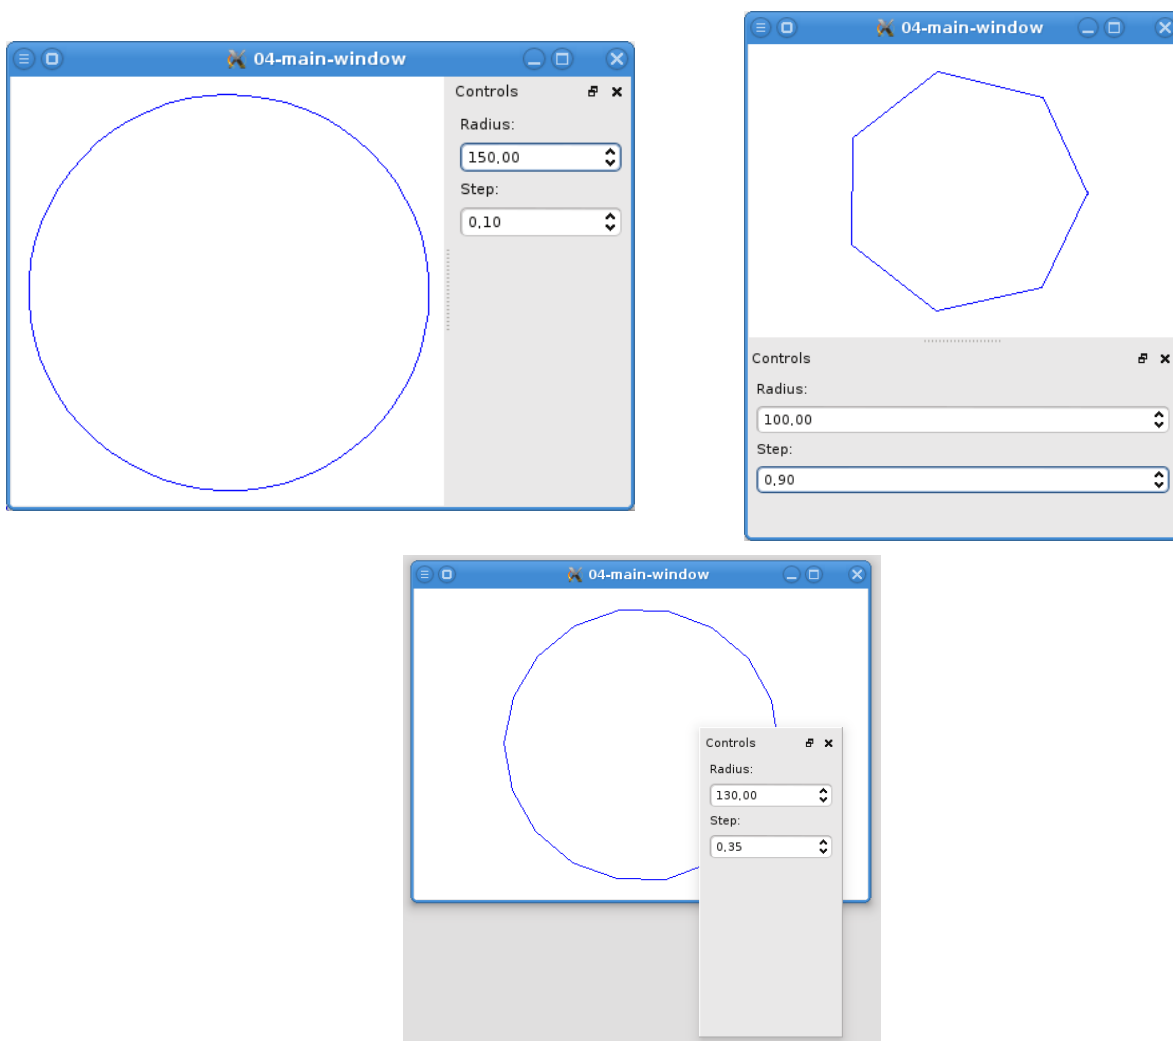 04-main-window
Controls
Radius:
150,00
Step:
0,10
04-main-window
Controls
Radius:
100,00
Step:
0,90
04-main-window
Controls
Radius:
130,00
Step:
0,35